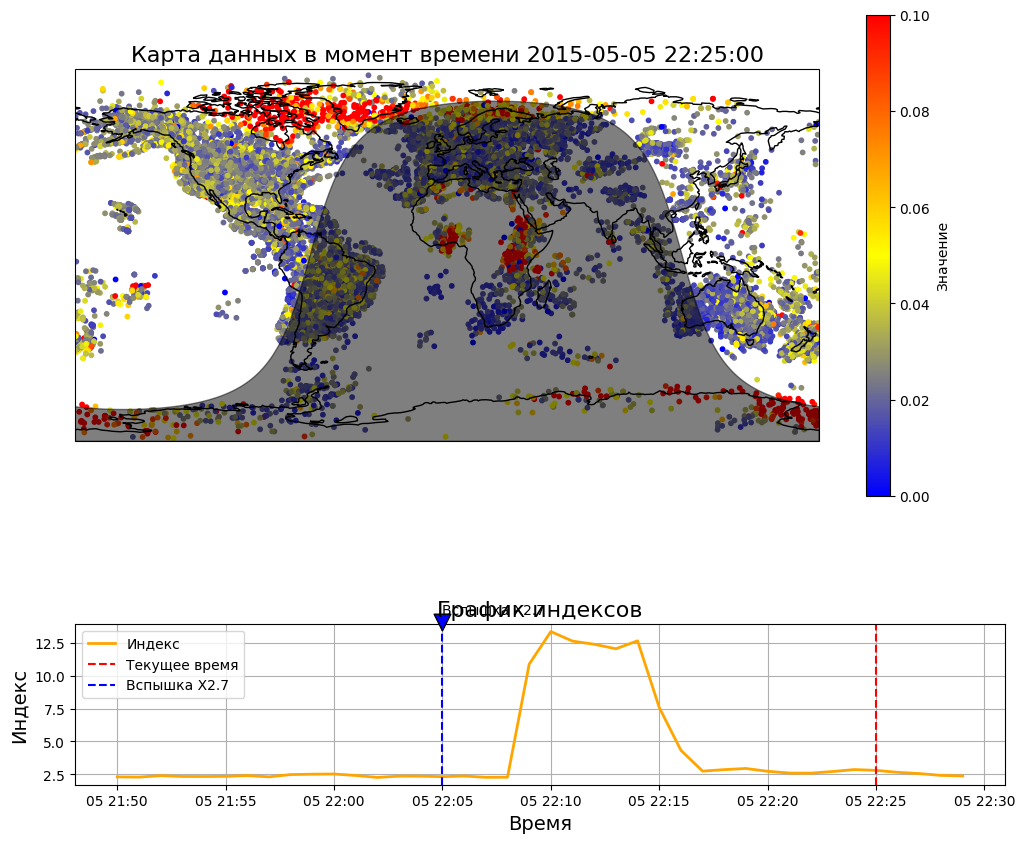 Карта данных в момент времени 2015-05-05 22:25:00
0.10
0.08
0.06
0.04
0.02
0.00
Значение
График индексов
Вспышка X2.7
Индекс
Текущее время
Вспышка X2.7
12.5
10.0
7.5
5.0
2.5
Индекс
05 21:50
05 21:55
05 22:00
05 22:05
05 22:10
05 22:15
05 22:20
05 22:25
05 22:30
Время